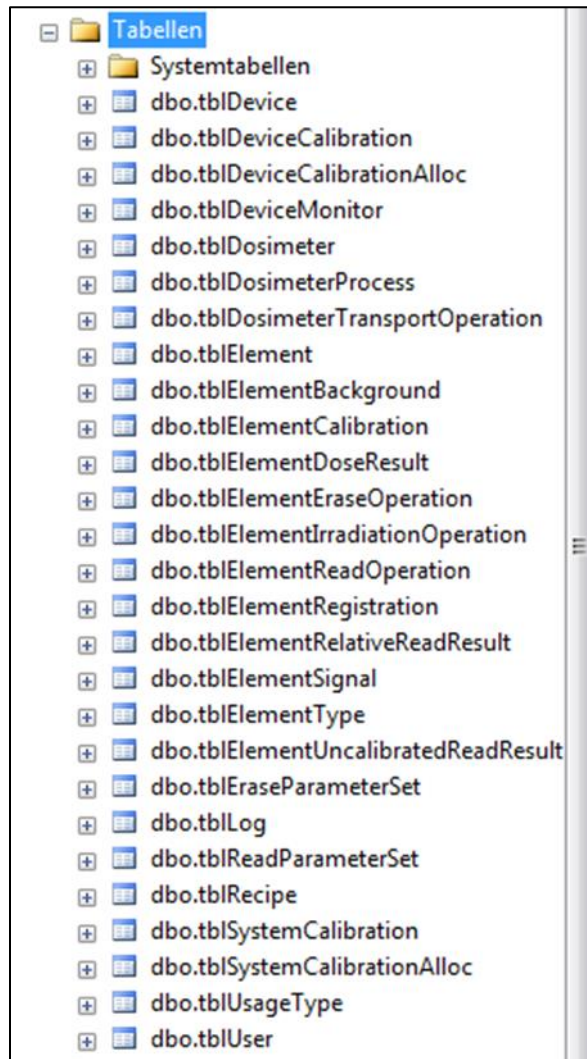 Tabellen
Systemtabellen
dbo.tblDevice
dbo.tblDeviceCalibration
dbo.tblDeviceCalibrationAlloc
dbo.tblDeviceMonitor
dbo.tblDosimeter
dbo.tblDosimeterProcess
dbo.tblDosimeterTransportOperation
dbo.tblElement
dbo.tblElementBackground
dbo.tblElementCalibration
dbo.tblElementDoseResult
dbo.tblElementEraseOperation
dbo.tblElementIrradiationOperation
dbo.tblElementReadOperation
dbo.tblElementRegistration
dbo.tblElementRelativeReadResult
dbo.tblElementSignal
dbo.tblElementType
dbo.tblElementUncalibratedReadResult
dbo.tblEraseParameterSet
dbo.tblLog
dbo.tblReadParameterSet
dbo.tblRecipe
dbo.tblSystemCalibration
dbo.tblSystemCalibrationAlloc
dbo.tblUsageType
dbo.tblUser